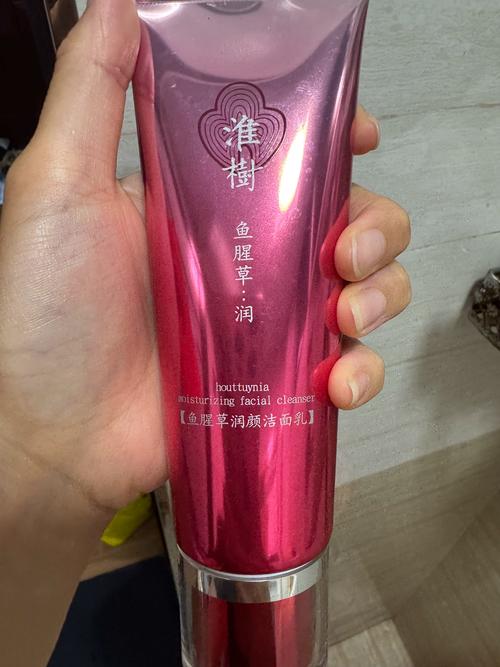 淮樹
鱼腥草:润
houttuynia
moisturizing facial cleanser
【鱼腥草润颜洁面乳】